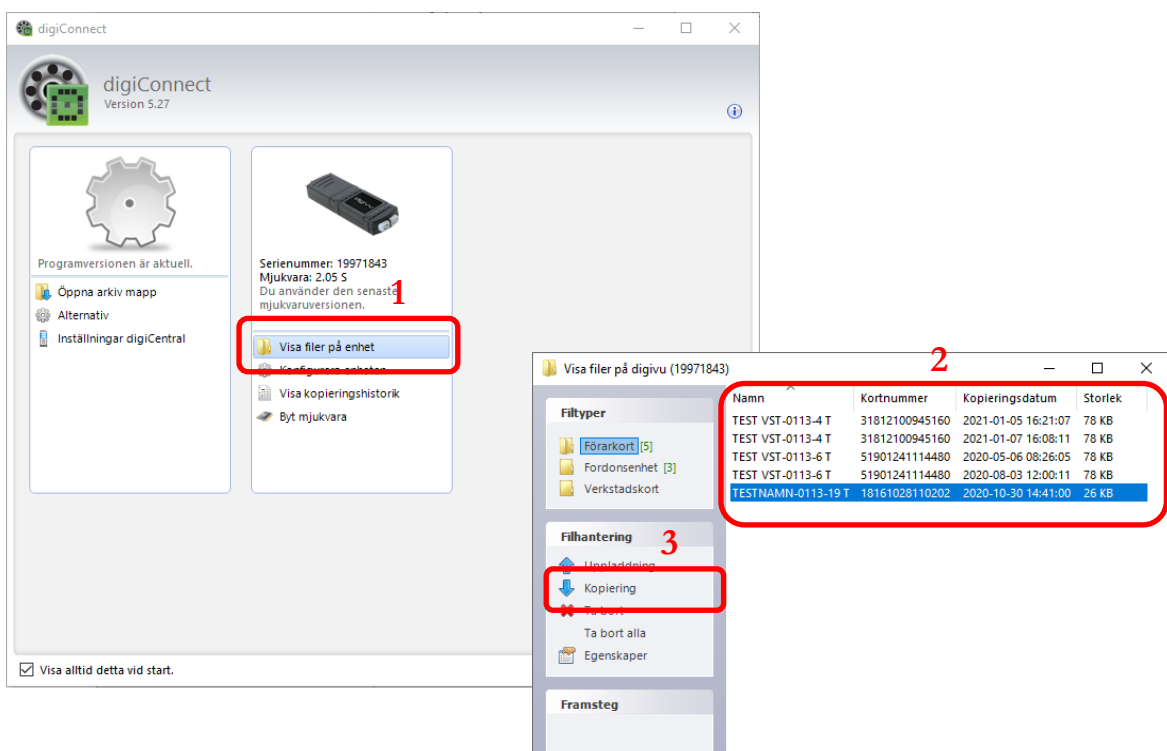 digiConnect
digiConnect
Version 5.27
Programversionen är aktuell.
Öppna arkiv mapp
Alternativ
Inställningar digiCentral
Serienummer: 19971843
Mjukvara: 2.05 S
Du använder den senaste
mjukvaruversionen.
1
Visa filer på enhet
Konfigurera enheten
Visa kopieringshistorik
Byt mjukvara
Visa alltid detta vid start.
Visa filer på digivu (19971843)
2
Filtyper
Förarkort [5]
Fordonsenhet [3]
Verkstadskort
Filhantering
3
Uppladdning
Kopiering
Ta bort
Ta bort alla
Egenskaper
Framsteg
Namn Kortnummer Kopieringsdatum Storlek
TEST VST-0113-4 T 31812100945160 2021-01-05 16:21:07 78 KB
TEST VST-0113-4 T 31812100945160 2021-01-07 16:08:11 78 KB
TEST VST-0113-6 T 51901241114480 2020-05-06 08:26:05 78 KB
TEST VST-0113-6 T 51901241114480 2020-08-03 12:00:11 78 KB
TESTNAMN-0113-19 T 18161028110202 2020-10-30 14:41:00 26 KB